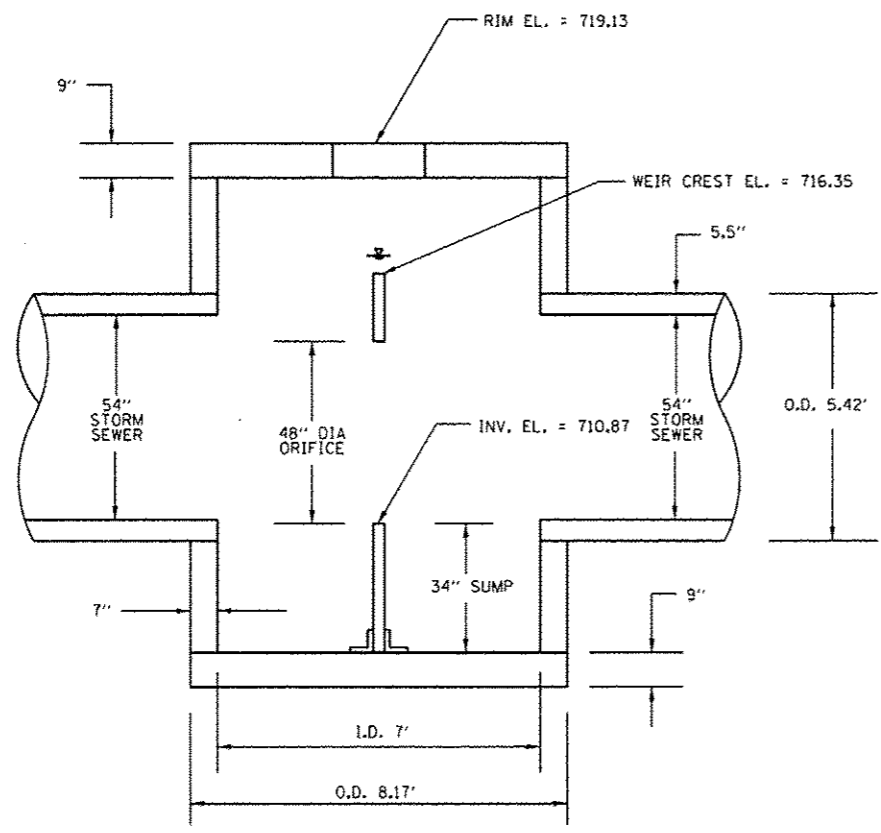 RIM EL. = 719.13
9"
WEIR CREST EL. = 716.35
5.5"
54"
STORM
SEWER
48" DIA
ORIFICE
INV. EL. = 710.87
54"
STORM
SEWER
O.D. 5.42'
34" SUMP
7"
9"
I.D. 7'
O.D. 8.17'